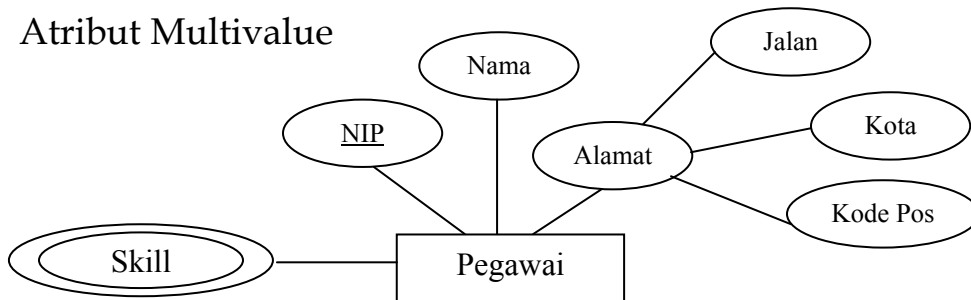 Atribut Multivalue
Jalan
Nama
NIP
Kota
Alamat
Kode Pos
Skill
Pegawai